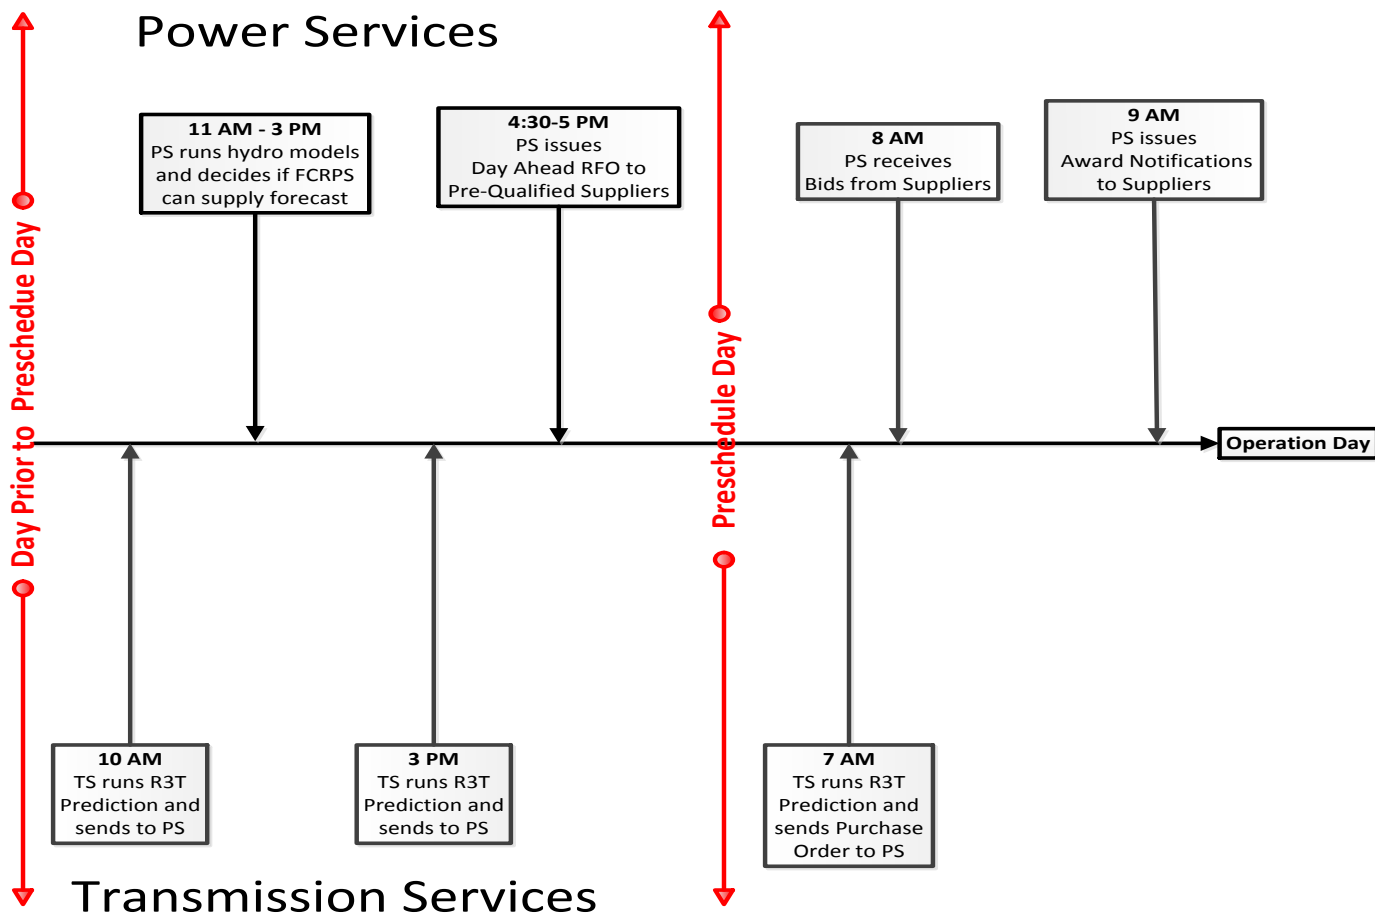 Power Services
11 AM - 3 PM
PS runs hydro models
and decides if FCRPS
can supply forecast
4:30-5 PM
PS issues
Day Ahead RFO to
Pre-Qualified Suppliers
8 AM
PS receives
Bids from Suppliers
9 AM
PS issues
Award Notifications
to Suppliers
Day Prior to Preschedue Day
Preschedule Day
Operation Day
10 AM
TS runs R3T
Prediction and
sends to PS
3 PM
TS runs R3T
Prediction and
sends to PS
7 AM
TS runs R3T
Prediction and
sends Purchase
Order to PS
Transmission Services